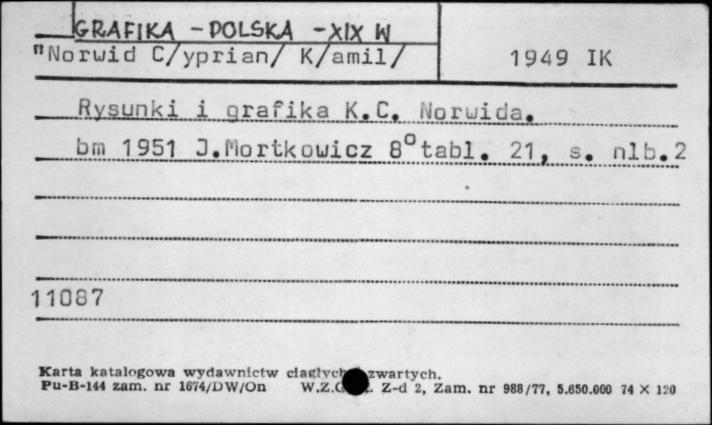 GRAFIKA - POLSKA - XIX W
"Norwid C/yprian/ K/amil/
1949 IK
Rysunki i grafika K.C. Norwida.
bm 1951 J.Mortkowicz 8° tabl. 21, s. nlb.2
11087
Karta katalogowa wydawnictw ciągłych zwartych.
Pu-B-144 zam. nr 1674/DW/On W.Z.G Z-d 2, Zam. nr 988/77, 5.650.000 74 X 120